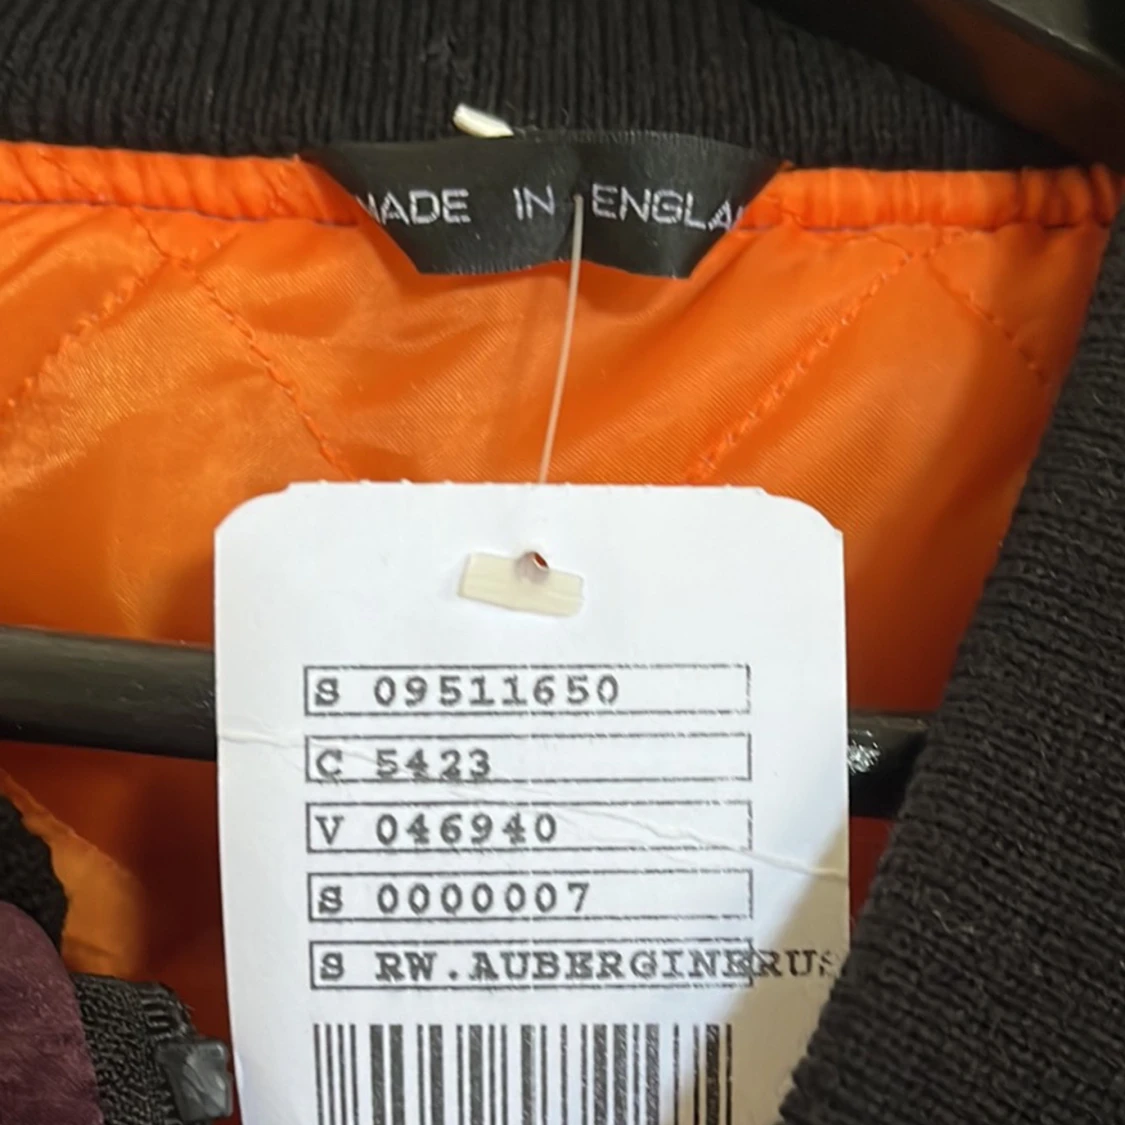 MADE IN ENGLA
S 09511650
C 5423
V 046940
S 0000007
S RW.AUBERGINERUS